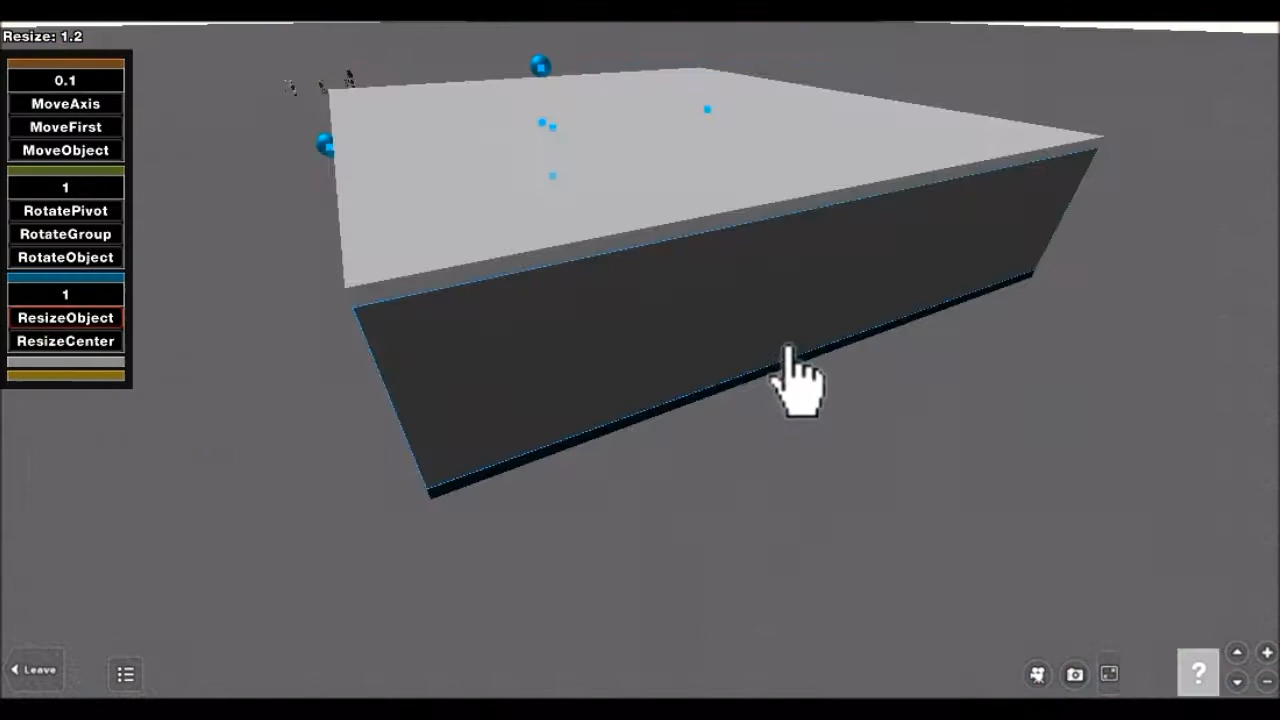 Resize: 1.2
0.1
MoveAxis
MoveFirst
MoveObject
1
RotatePivot
RotateGroup
RotateObject
1
ResizeObject
ResizeCenter
Leave
?